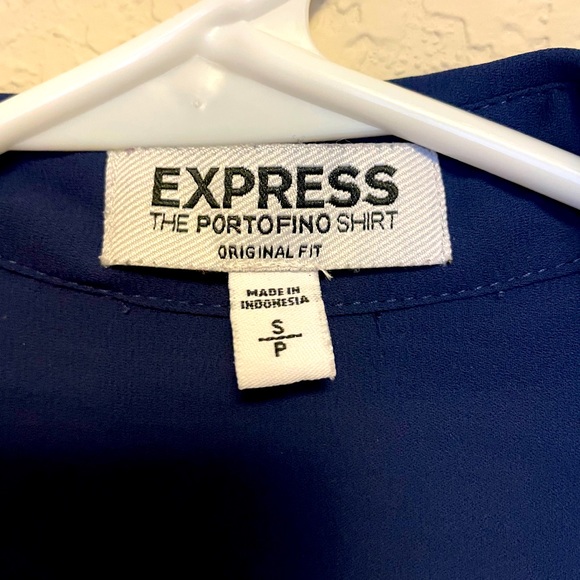 EXPRESS
THE PORTOFINO SHIRT
ORIGINAL FIT
MADE IN
INDONESIA
S
P